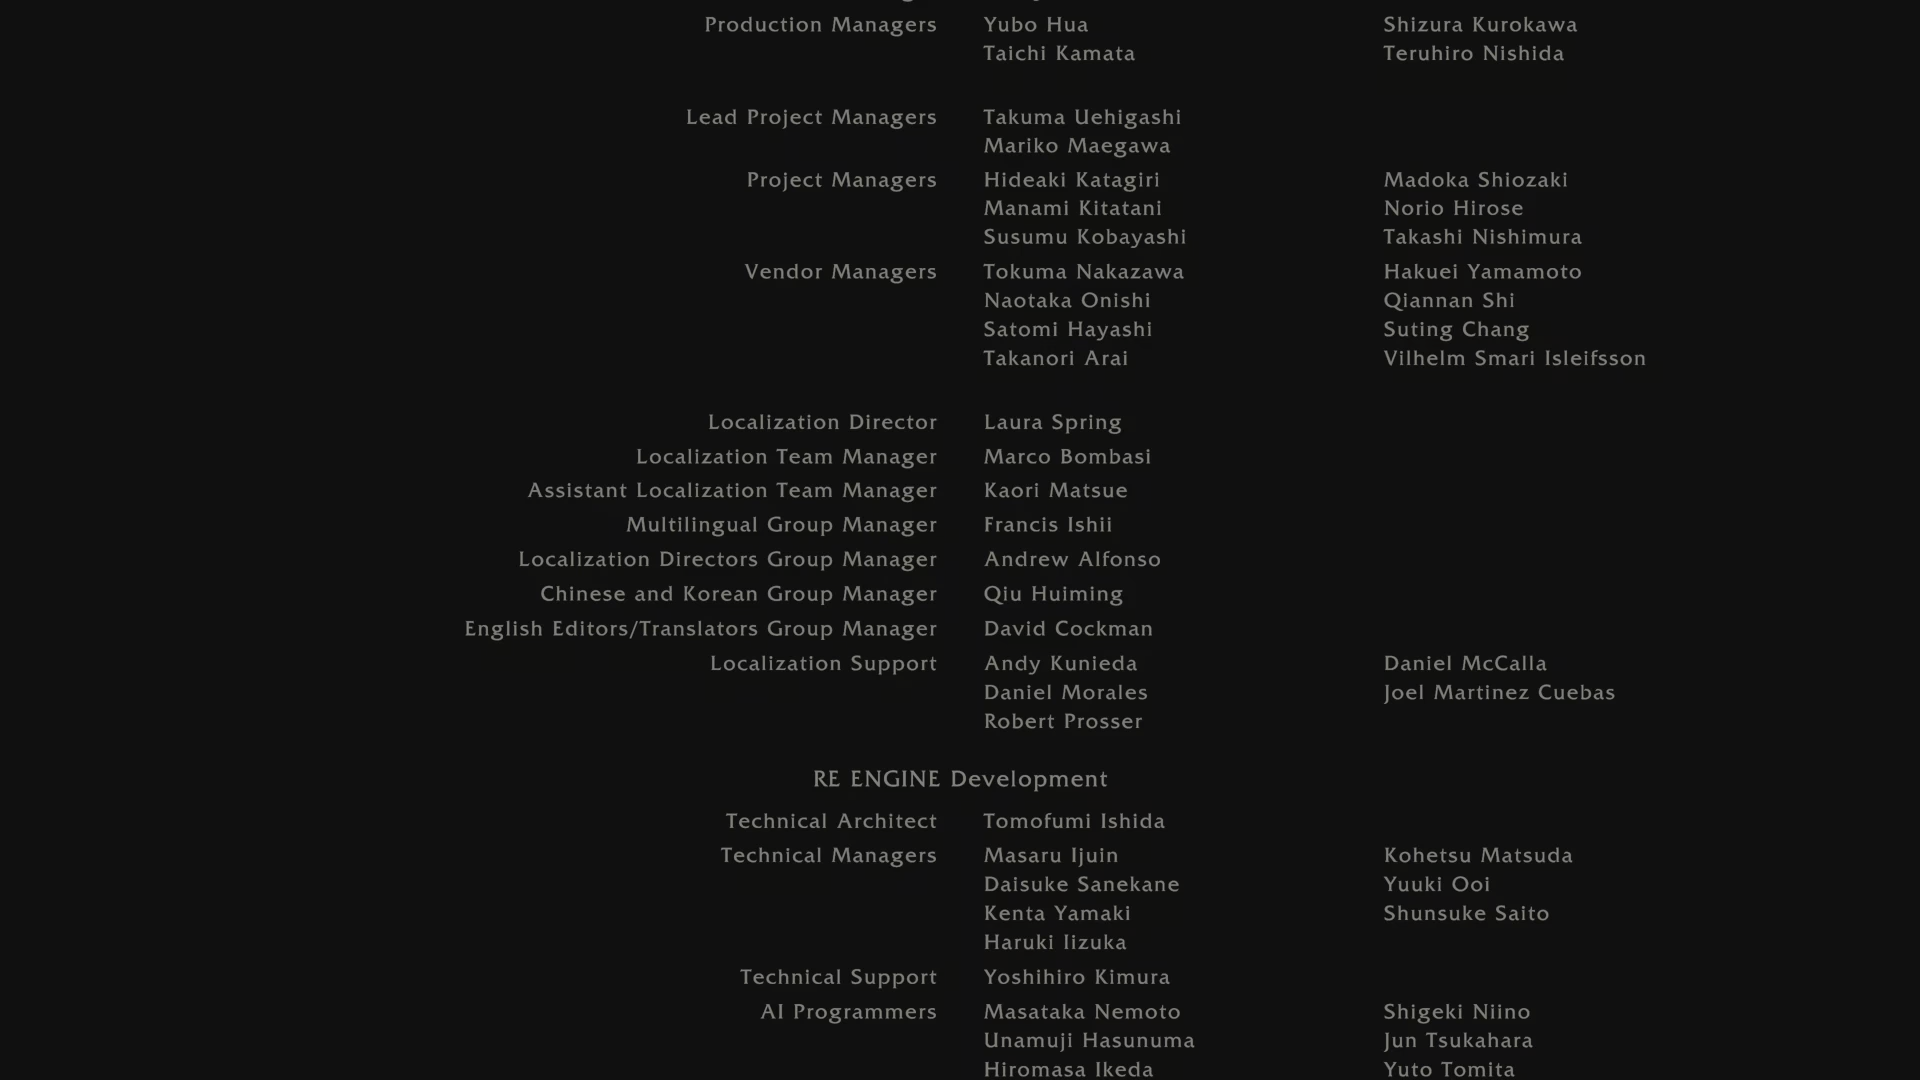 Production Managers Yubo Hua Shizura Kurokawa
Taichi Kamata Teruhiro Nishida
Lead Project Managers Takuma Uehigashi
Mariko Maegawa
Project Managers Hideaki Katagiri Madoka Shiozaki
Manami Kitatani Norio Hirose
Susumu Kobayashi Takashi Nishimura
Vendor Managers Tokuma Nakazawa Hakuei Yamamoto
Naotaka Onishi Qiannan Shi
Satomi Hayashi Suting Chang
Takanori Arai Vilhelm Smari Isleifsson
Localization Director Laura Spring
Localization Team Manager Marco Bombasi
Assistant Localization Team Manager Kaori Matsue
Multilingual Group Manager Francis Ishii
Localization Directors Group Manager Andrew Alfonso
Chinese and Korean Group Manager Qiu Huiming
English Editors/Translators Group Manager David Cockman
Localization Support Andy Kunieda Daniel McCalla
Daniel Morales Joel Martinez Cuebas
Robert Prosser
RE ENGINE Development
Technical Architect Tomofumi Ishida
Technical Managers Masaru Ijuin Kohetsu Matsuda
Daisuke Sanekane Yuuki Ooi
Kenta Yamaki Shunsuke Saito
Haruki Iizuka
Technical Support Yoshihiro Kimura
AI Programmers Masataka Nemoto Shigeki Niino
Unamuji Hasunuma Jun Tsukahara
Hiromasa Ikeda Yuto Tomita